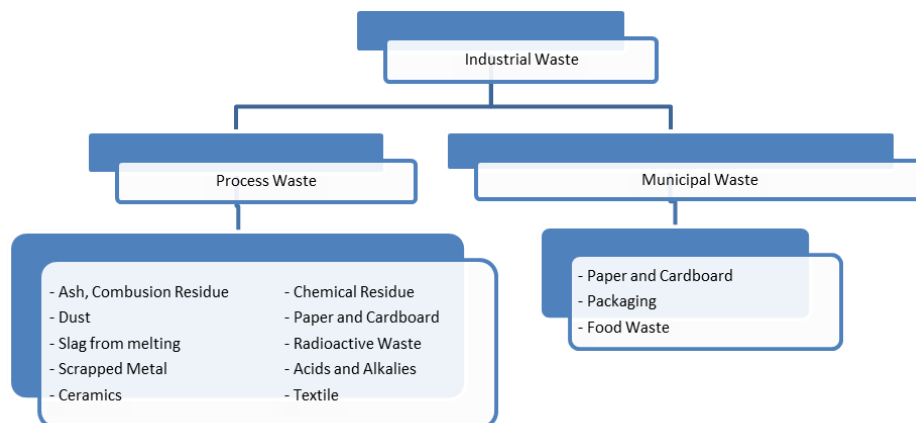 Industrial Waste
Process Waste
Municipal Waste
- Ash, Combusion Residue
- Dust
- Slag from melting
- Scrapped Metal
- Ceramics
- Chemical Residue
- Paper and Cardboard
- Radioactive Waste
- Acids and Alkalies
- Textile
- Paper and Cardboard
- Packaging
- Food Waste